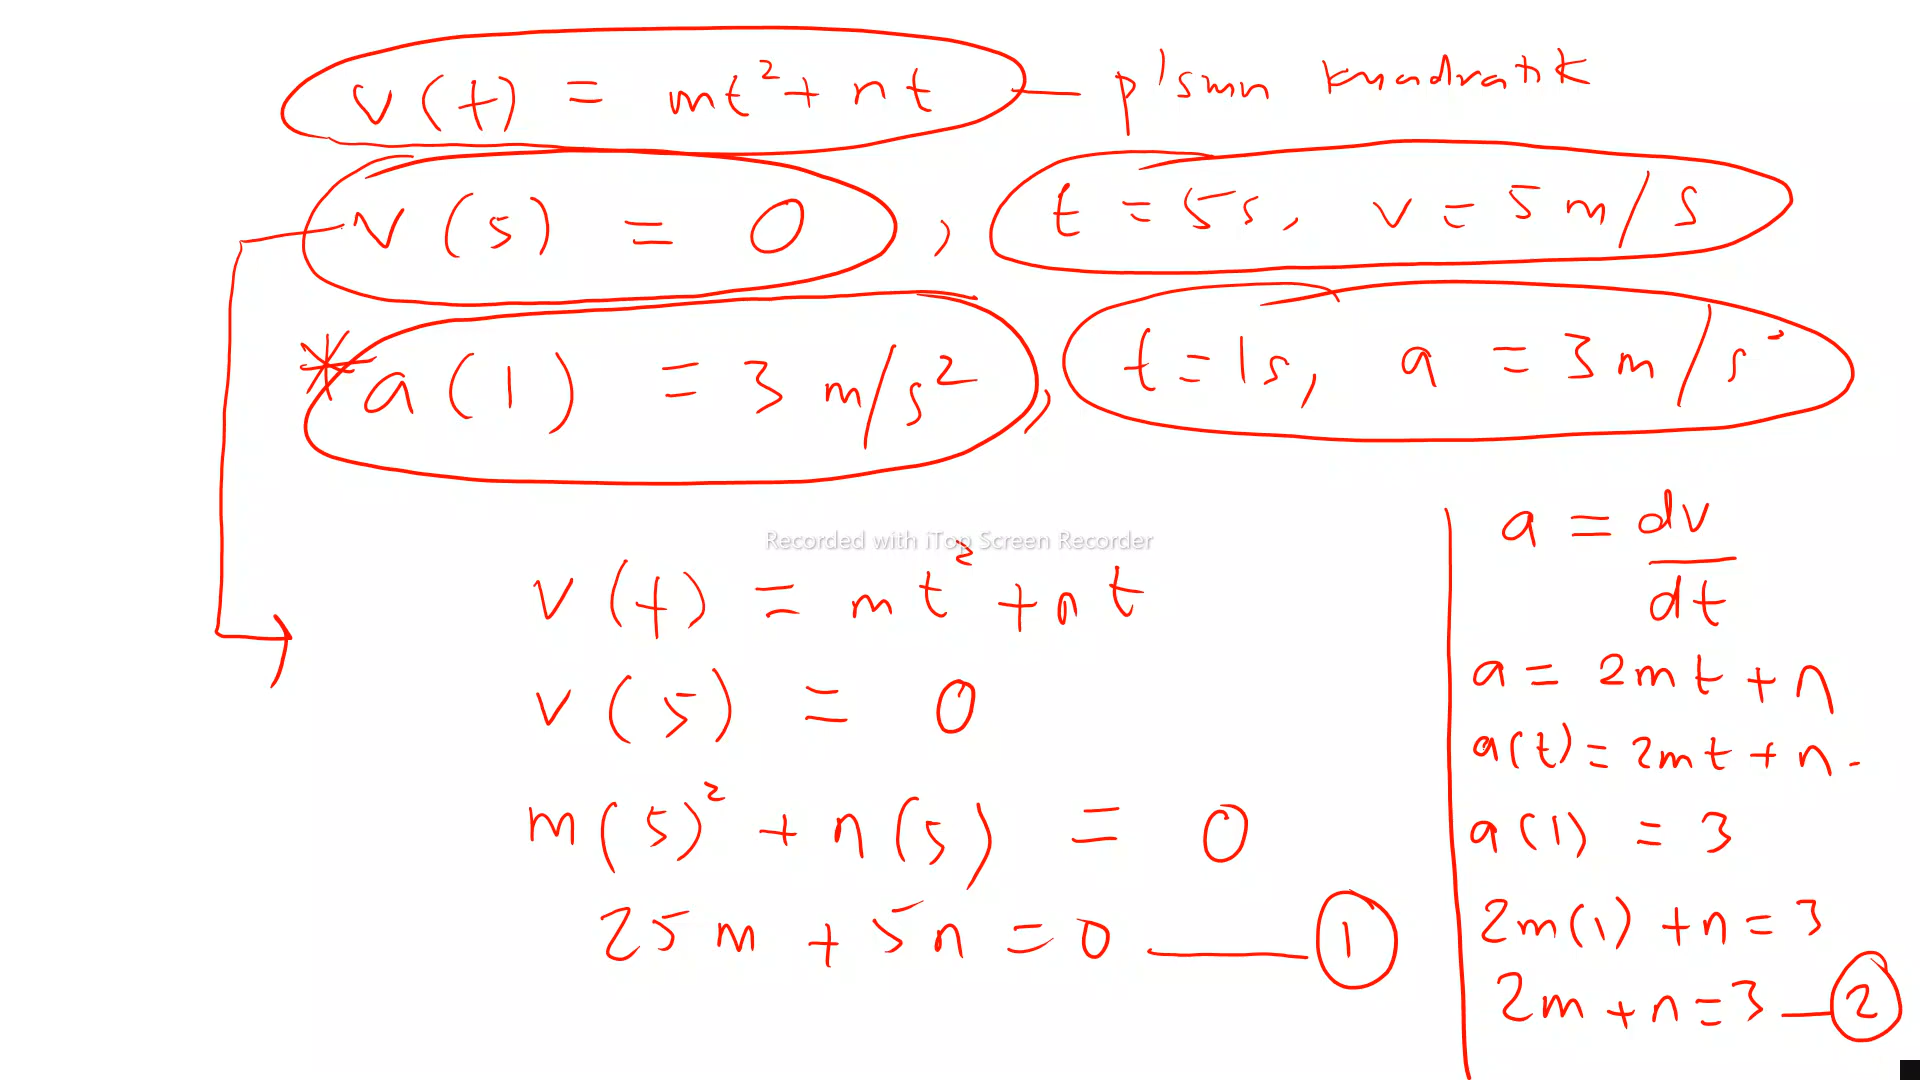 v(t) = mt² + nt — p'smn kuadratik
v(5) = 0 , t = 5s, v = 5 m/s
* a(1) = 3 m/s² , t = 1s, a = 3 m/s²
Recorded with iTop Screen Recorder
v(t) = mt² + nt
v(5) = 0
m(5)² + n(5) = 0
25m + 5n = 0 — 1
a = dv/dt
a = 2mt + n
a(t) = 2mt + n.
a(1) = 3
2m(1) + n = 3
2m + n = 3 — 2